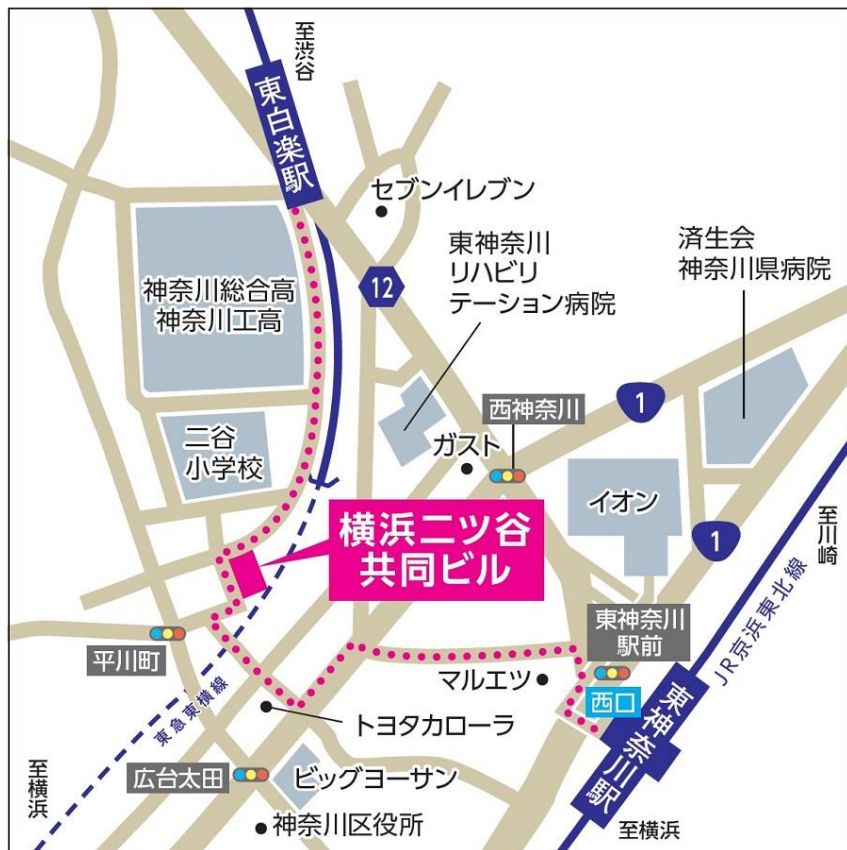 至渋谷
東白楽駅
セブンイレブン
東神奈川
リハビリ
テーション病院
済生会
神奈川県病院
神奈川総合高
神奈川工高
12
1
西神奈川
ガスト
二谷
小学校
イオン
1
至川崎
横浜二ツ谷
共同ビル
JR京浜東北線
東神奈川
駅前
平川町
マルエツ
西口
東急東横線
トヨタカローラ
東神奈川駅
広台太田
ビッグヨーサン
至横浜
神奈川区役所
至横浜